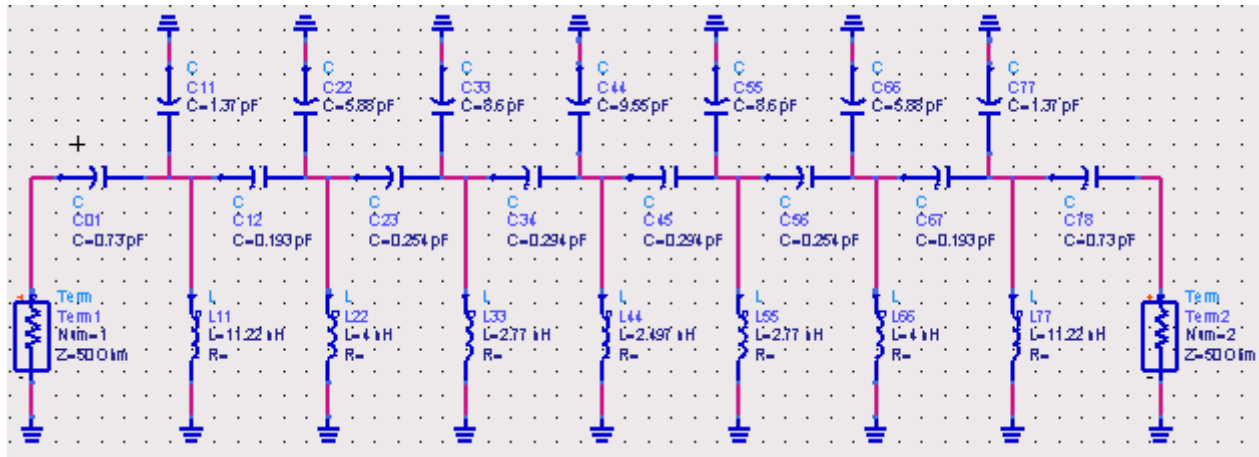 C
C11
C=1.37 pF
C
C22
C=5.88 pF
C
C33
C=8.6 pF
C
C44
C=9.55 pF
C
C55
C=8.6 pF
C
C66
C=5.88 pF
C
C77
C=1.37 pF
C
C01
C=0.73 pF
C
C12
C=0.193 pF
C
C23
C=0.254 pF
C
C34
C=0.294 pF
C
C45
C=0.294 pF
C
C56
C=0.254 pF
C
C67
C=0.193 pF
C
C78
C=0.73 pF
Term
Term1
Num=1
Z=50 Ohm
L
L11
L=11.22 nH
R=
L
L22
L=4 nH
R=
L
L33
L=2.77 nH
R=
L
L44
L=2.497 nH
R=
L
L55
L=2.77 nH
R=
L
L66
L=4 nH
R=
L
L77
L=11.22 nH
R=
Term
Term2
Num=2
Z=50 Ohm